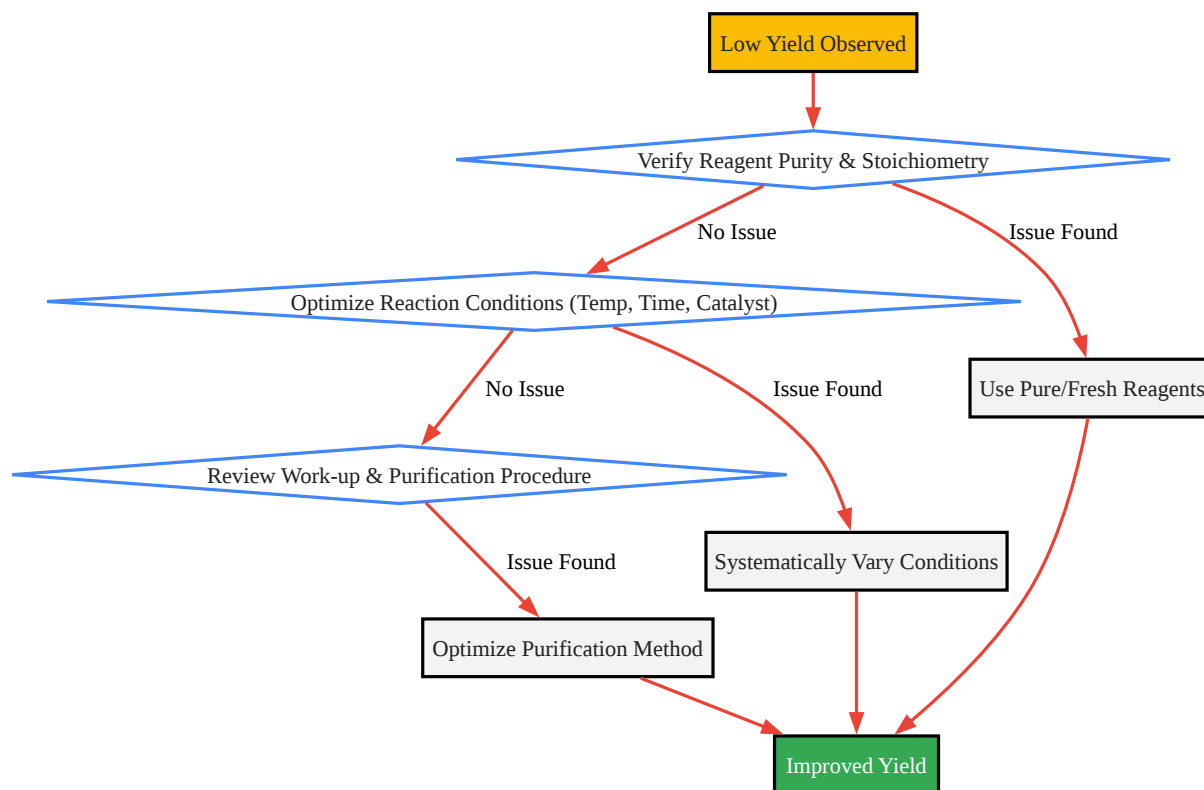 Low Yield Observed
Verify Reagent Purity & Stoichiometry
No Issue
Issue Found
Optimize Reaction Conditions (Temp, Time, Catalyst)
No Issue
Issue Found
Use Pure/Fresh Reagents
Review Work-up & Purification Procedure
Issue Found
Systematically Vary Conditions
Optimize Purification Method
Improved Yield